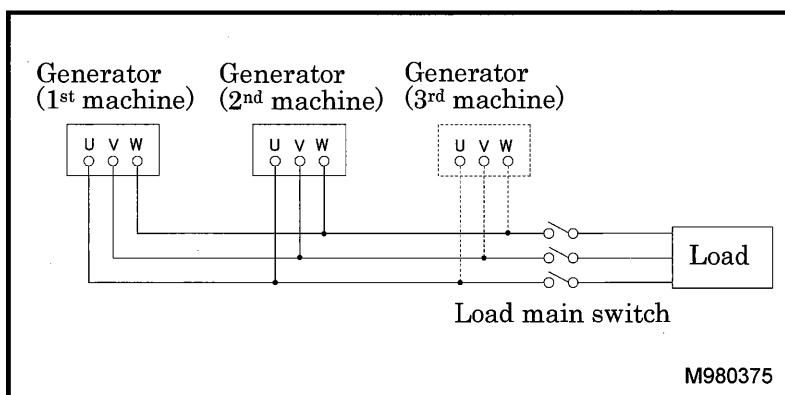 Generator Generator Generator
(1st machine) (2nd machine) (3rd machine)
U V W U V W U V W
Load
Load main switch
M980375